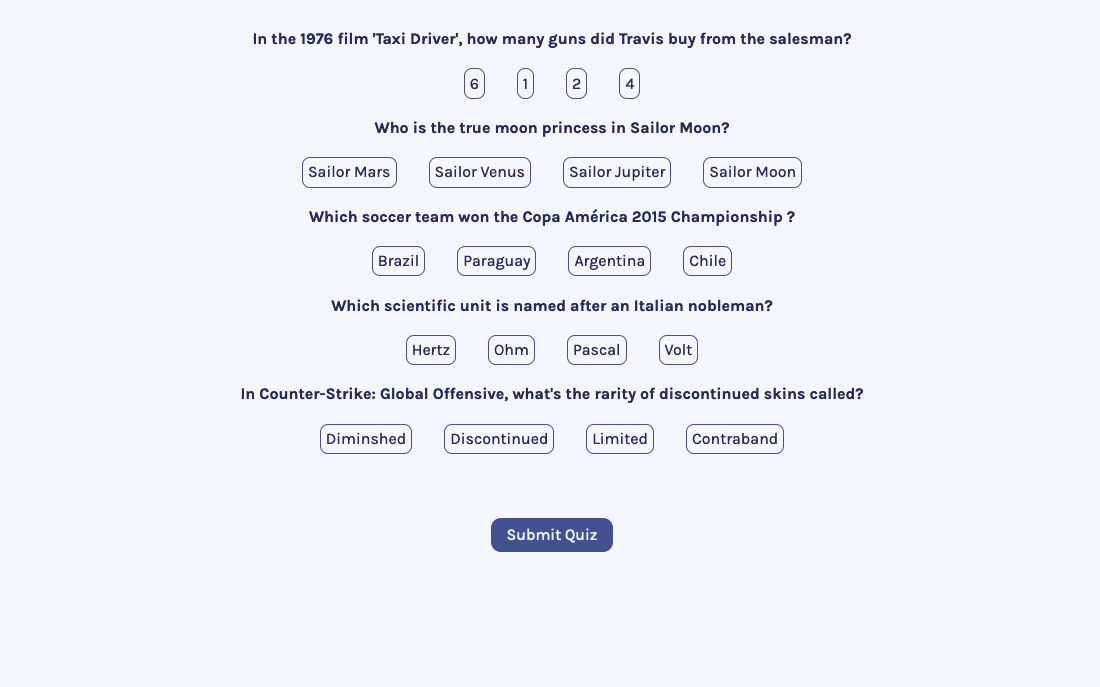 In the 1976 film 'Taxi Driver', how many guns did Travis buy from the salesman?
6 1 2 4
Who is the true moon princess in Sailor Moon?
Sailor Mars Sailor Venus Sailor Jupiter Sailor Moon
Which soccer team won the Copa América 2015 Championship ?
Brazil Paraguay Argentina Chile
Which scientific unit is named after an Italian nobleman?
Hertz Ohm Pascal Volt
In Counter-Strike: Global Offensive, what's the rarity of discontinued skins called?
Diminshed Discontinued Limited Contraband
Submit Quiz